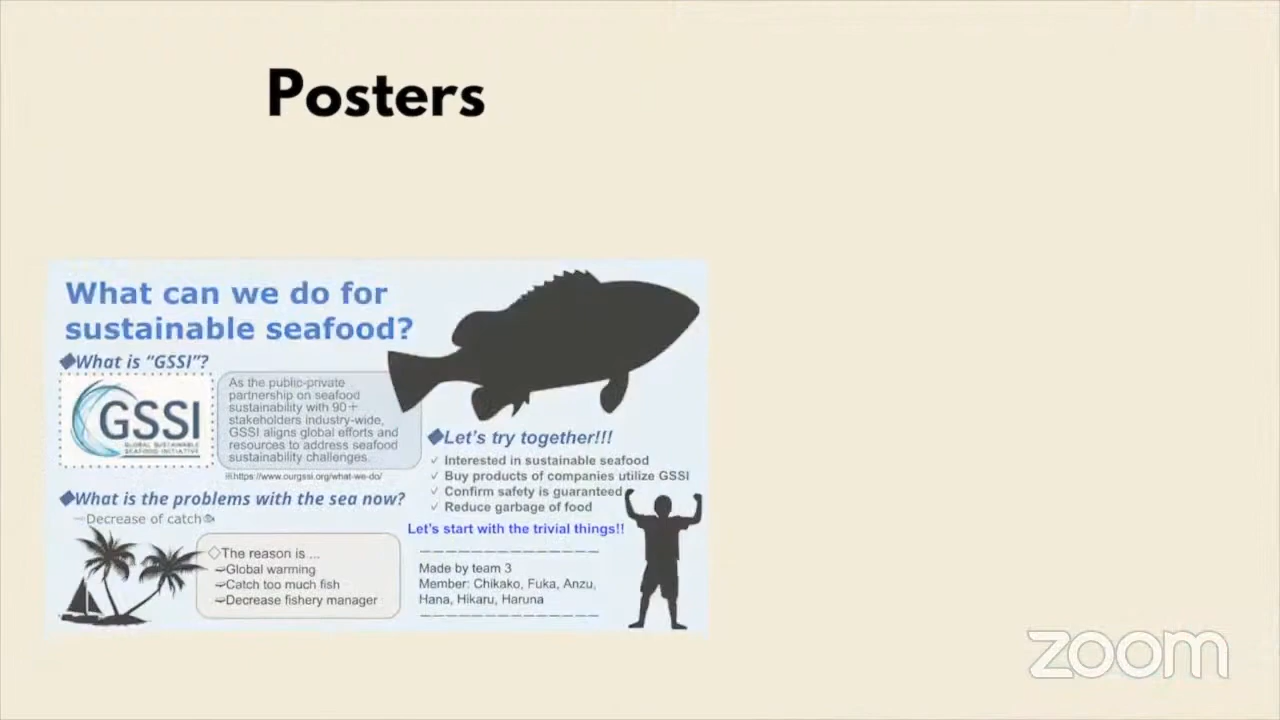 Posters
What can we do for
sustainable seafood?
◆What is “GSSI”?
GSSI
GLOBAL SUSTAINABLE
SEAFOOD INITIATIVE
As the public-private
partnership on seafood
sustainability with 90+
stakeholders industry-wide,
GSSI aligns global efforts and
resources to address seafood
sustainability challenges.
※https://www.ourgssi.org/what-we-do/
◆What is the problems with the sea now?
—Decrease of catch
◇The reason is ...
Global warming
Catch too much fish
Decrease fishery manager
◆Let’s try together!!!
✓ Interested in sustainable seafood
✓ Buy products of companies utilize GSSI
✓ Confirm safety is guaranteed
✓ Reduce garbage of food
Let’s start with the trivial things!!
Made by team 3
Member: Chikako, Fuka, Anzu,
Hana, Hikaru, Haruna
zoom